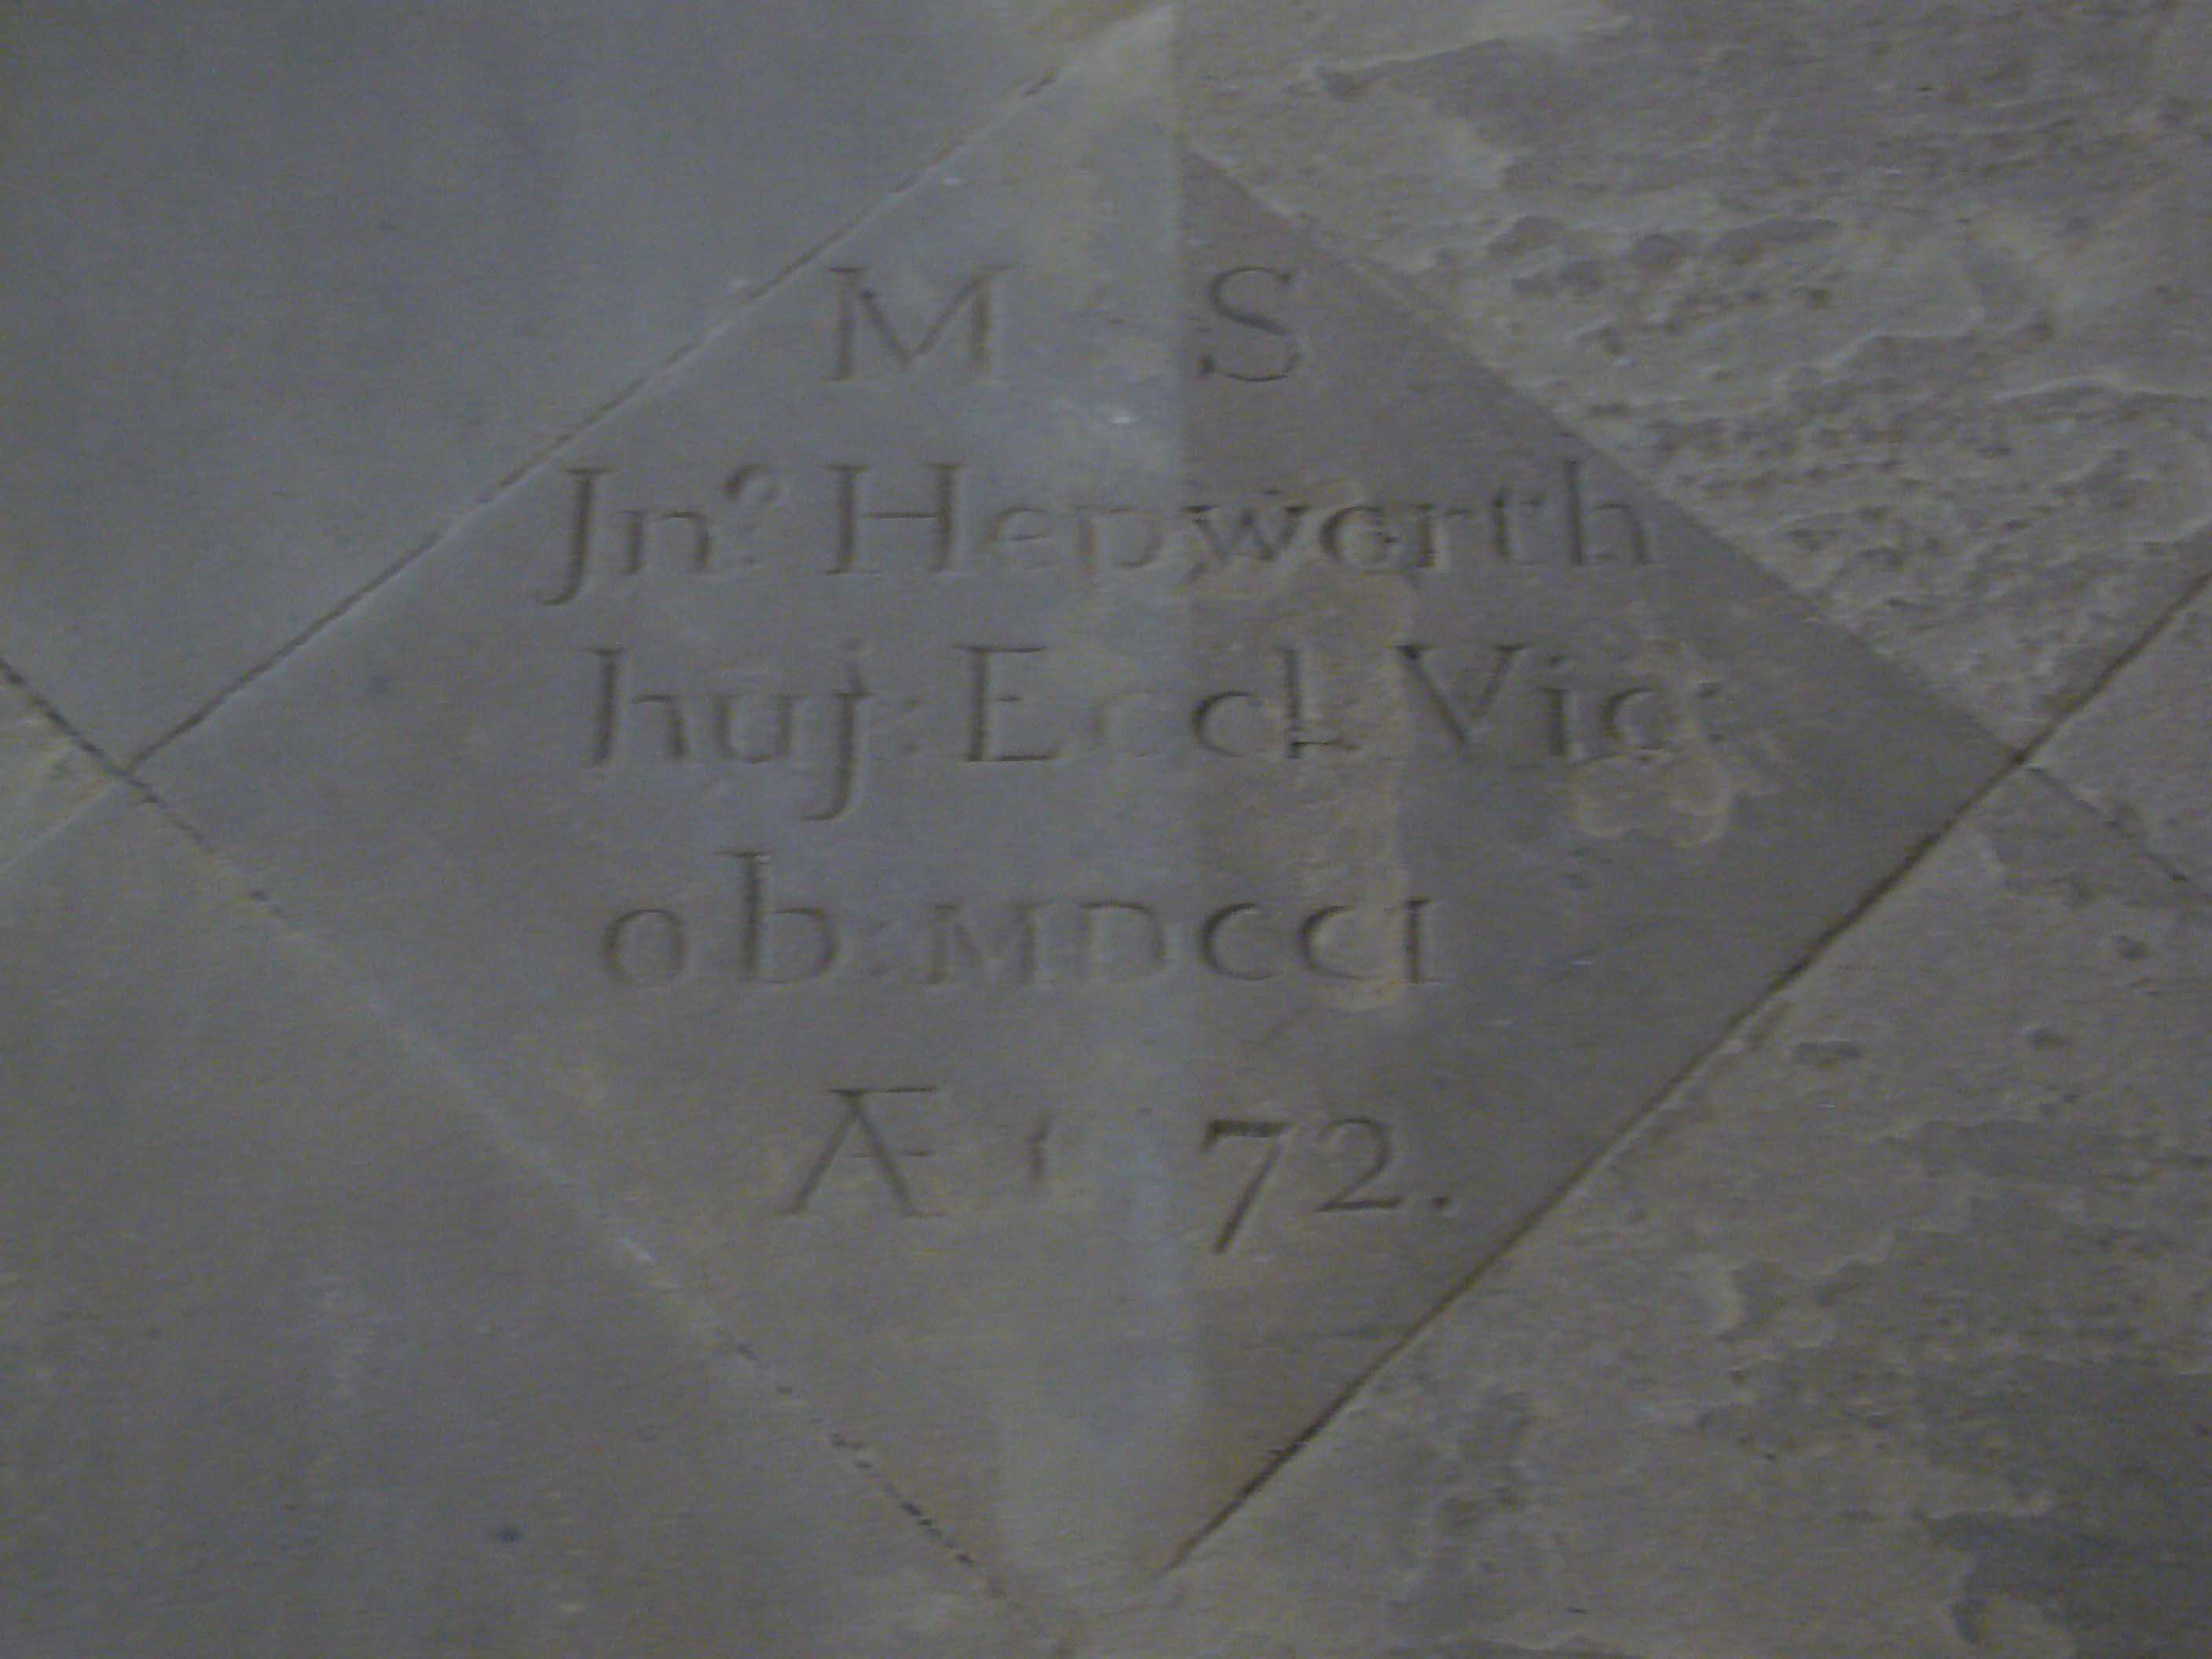 M S
Jnº Hepworth
huj: Eccl. Vic:
ob: MDCCI
Æt 72.